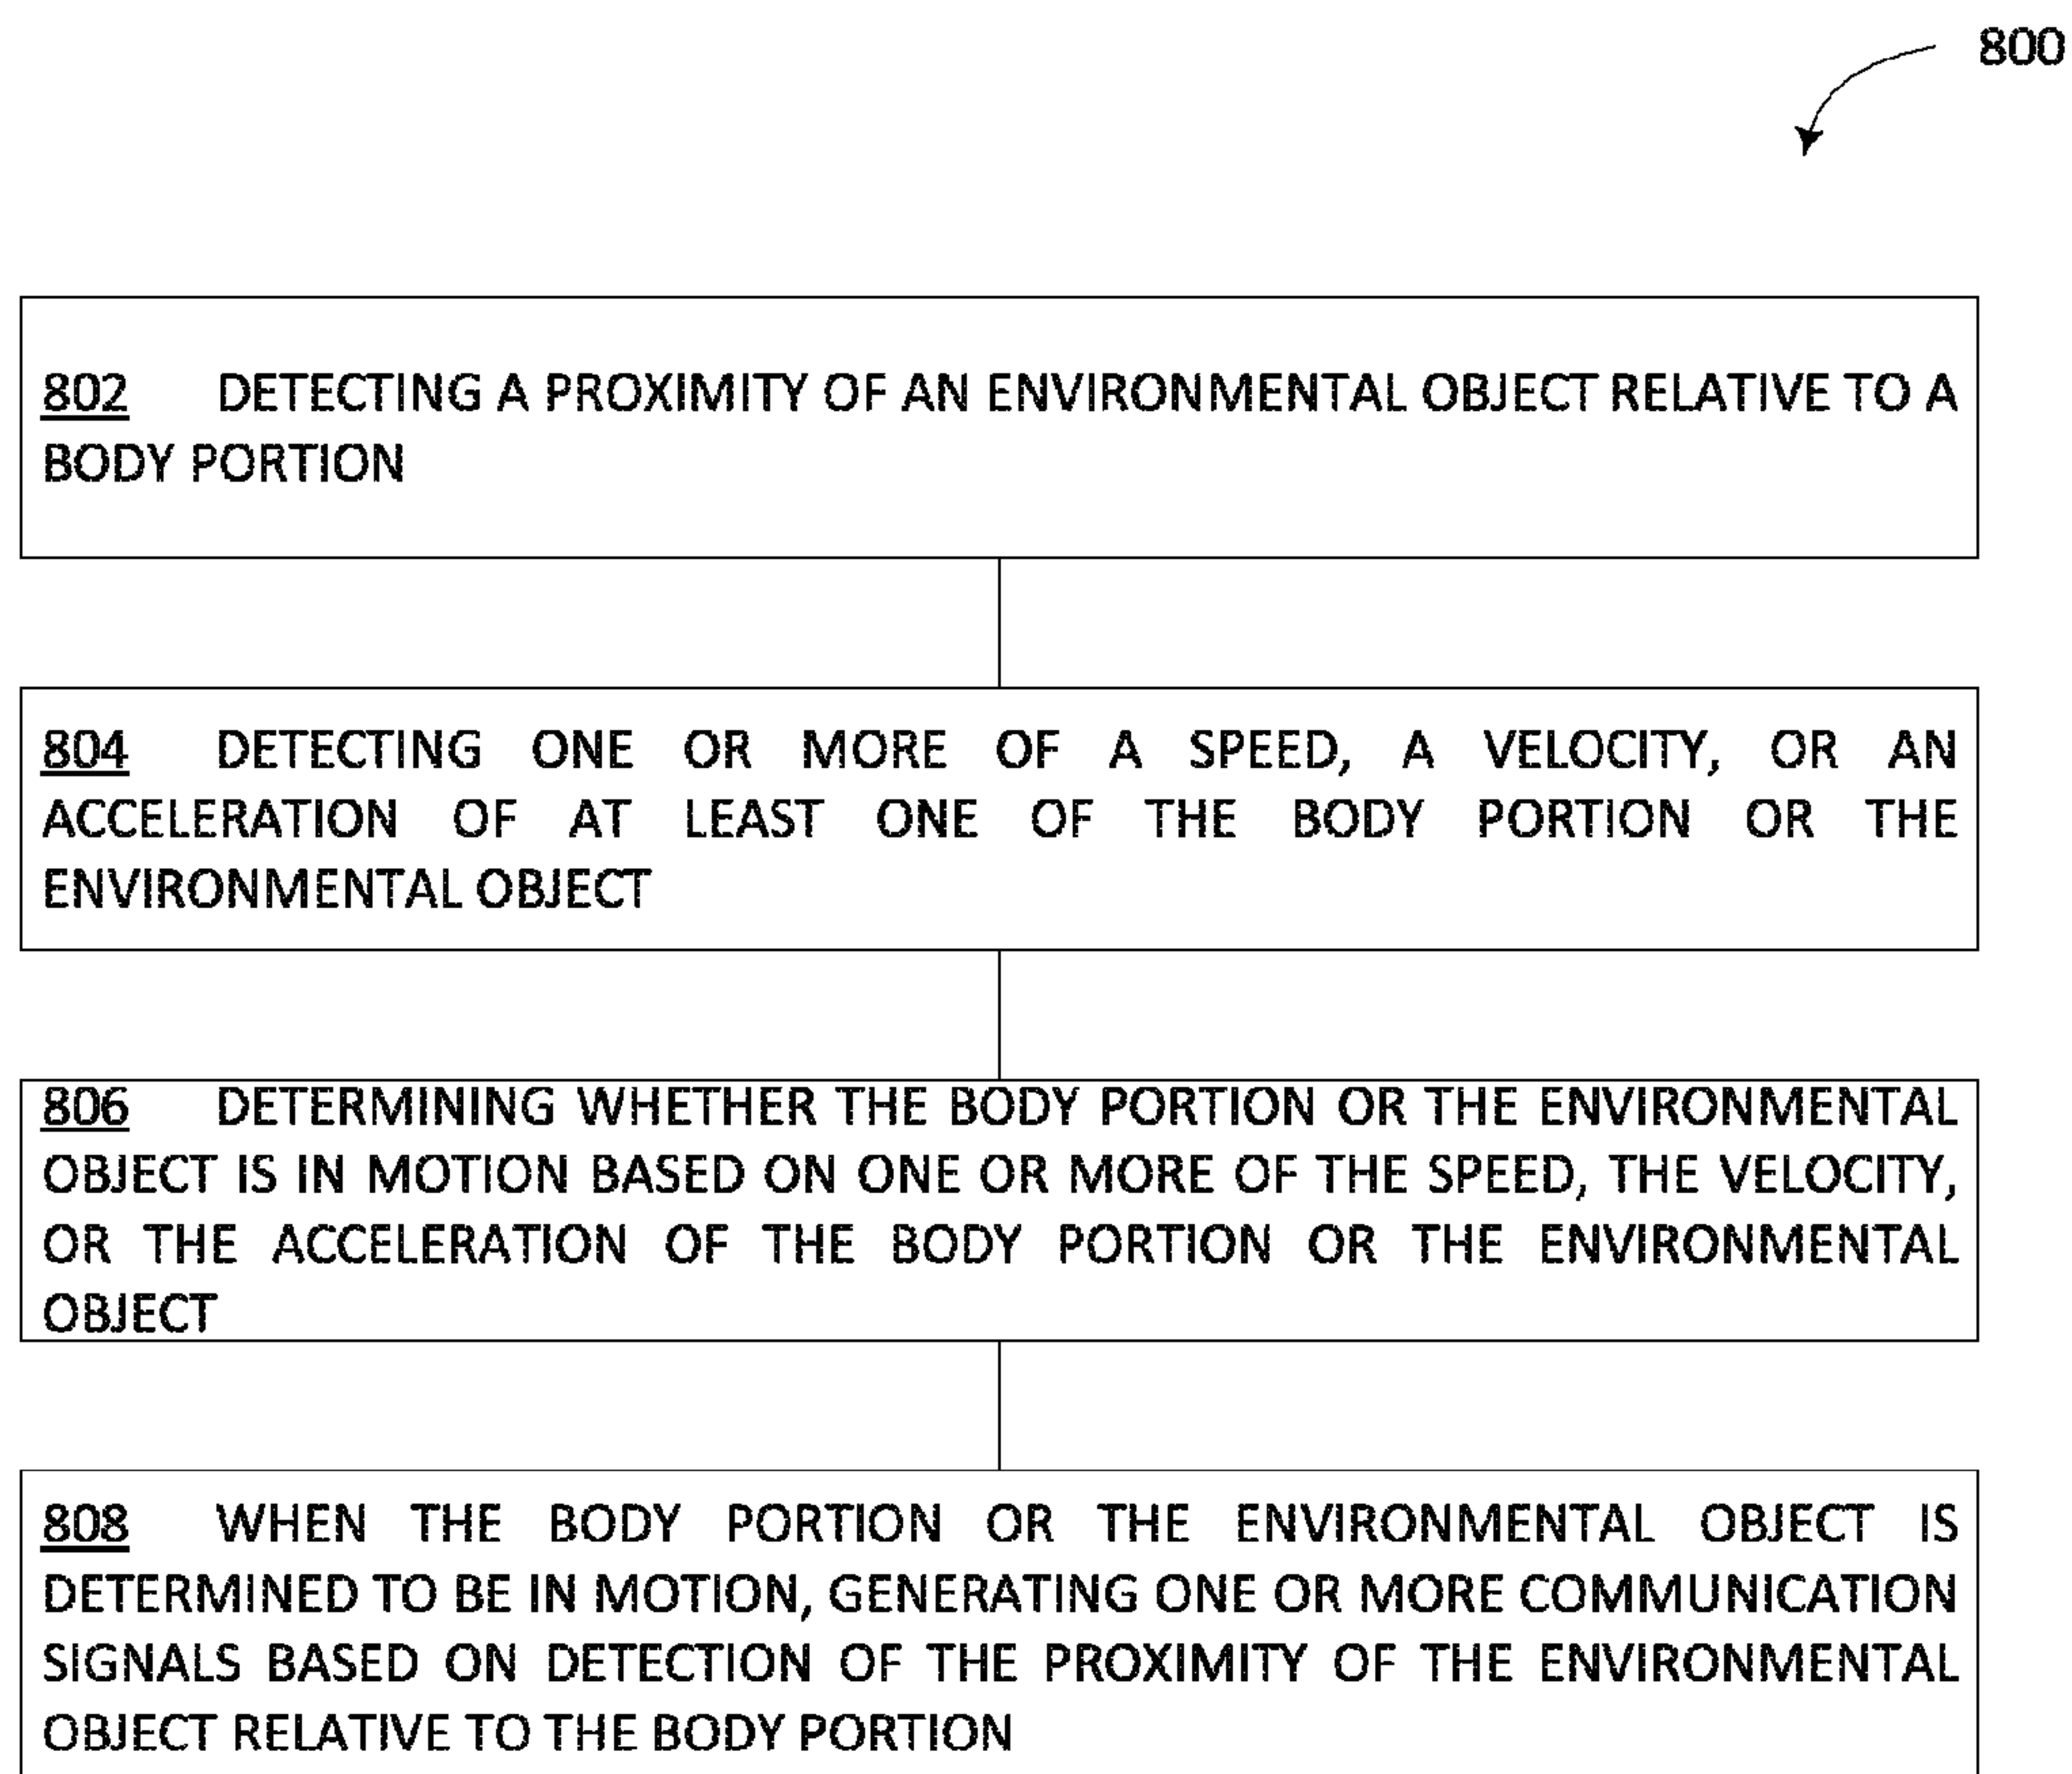 800
802 DETECTING A PROXIMITY OF AN ENVIRONMENTAL OBJECT RELATIVE TO A
BODY PORTION
804 DETECTING ONE OR MORE OF A SPEED, A VELOCITY, OR AN
ACCELERATION OF AT LEAST ONE OF THE BODY PORTION OR THE
ENVIRONMENTAL OBJECT
806 DETERMINING WHETHER THE BODY PORTION OR THE ENVIRONMENTAL
OBJECT IS IN MOTION BASED ON ONE OR MORE OF THE SPEED, THE VELOCITY,
OR THE ACCELERATION OF THE BODY PORTION OR THE ENVIRONMENTAL
OBJECT
808 WHEN THE BODY PORTION OR THE ENVIRONMENTAL OBJECT IS
DETERMINED TO BE IN MOTION, GENERATING ONE OR MORE COMMUNICATION
SIGNALS BASED ON DETECTION OF THE PROXIMITY OF THE ENVIRONMENTAL
OBJECT RELATIVE TO THE BODY PORTION